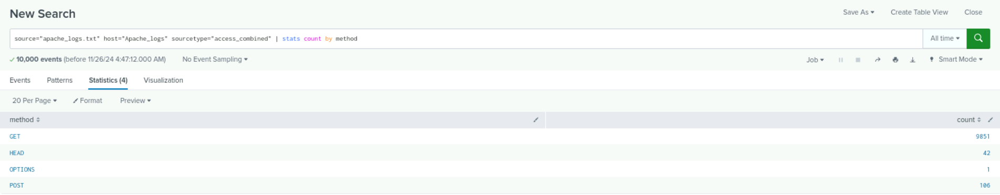 New Search
Save As Create Table View Close
source="apache_logs.txt" host="Apache_logs" sourcetype="access_combined" | stats count by method
All time
10,000 events (before 11/26/24 4:47:12.000 AM) No Event Sampling
Job Smart Mode
Events Patterns Statistics (4) Visualization
20 Per Page Format Preview
method count
GET 9851
HEAD 42
OPTIONS 1
POST 106